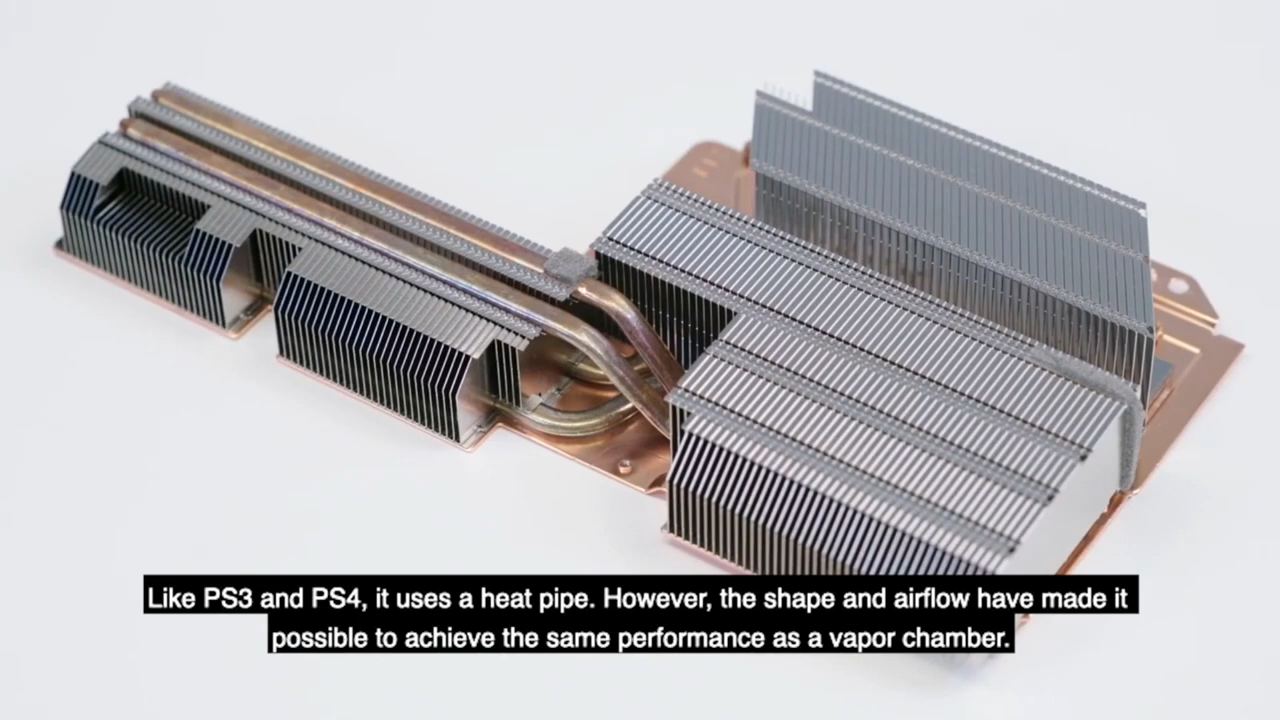 Like PS3 and PS4, it uses a heat pipe. However, the shape and airflow have made it
possible to achieve the same performance as a vapor chamber.